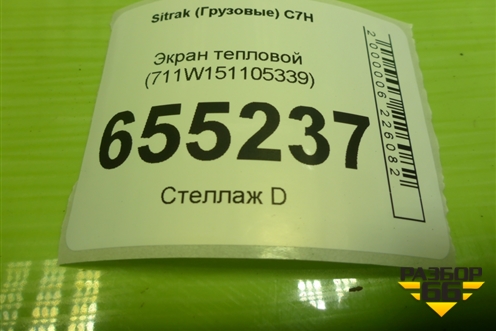 Sitrak (Грузовые) C7H
Экран тепловой
(711W151105339)
655237
Стеллаж D
2000006226082
РАЗБОР
66